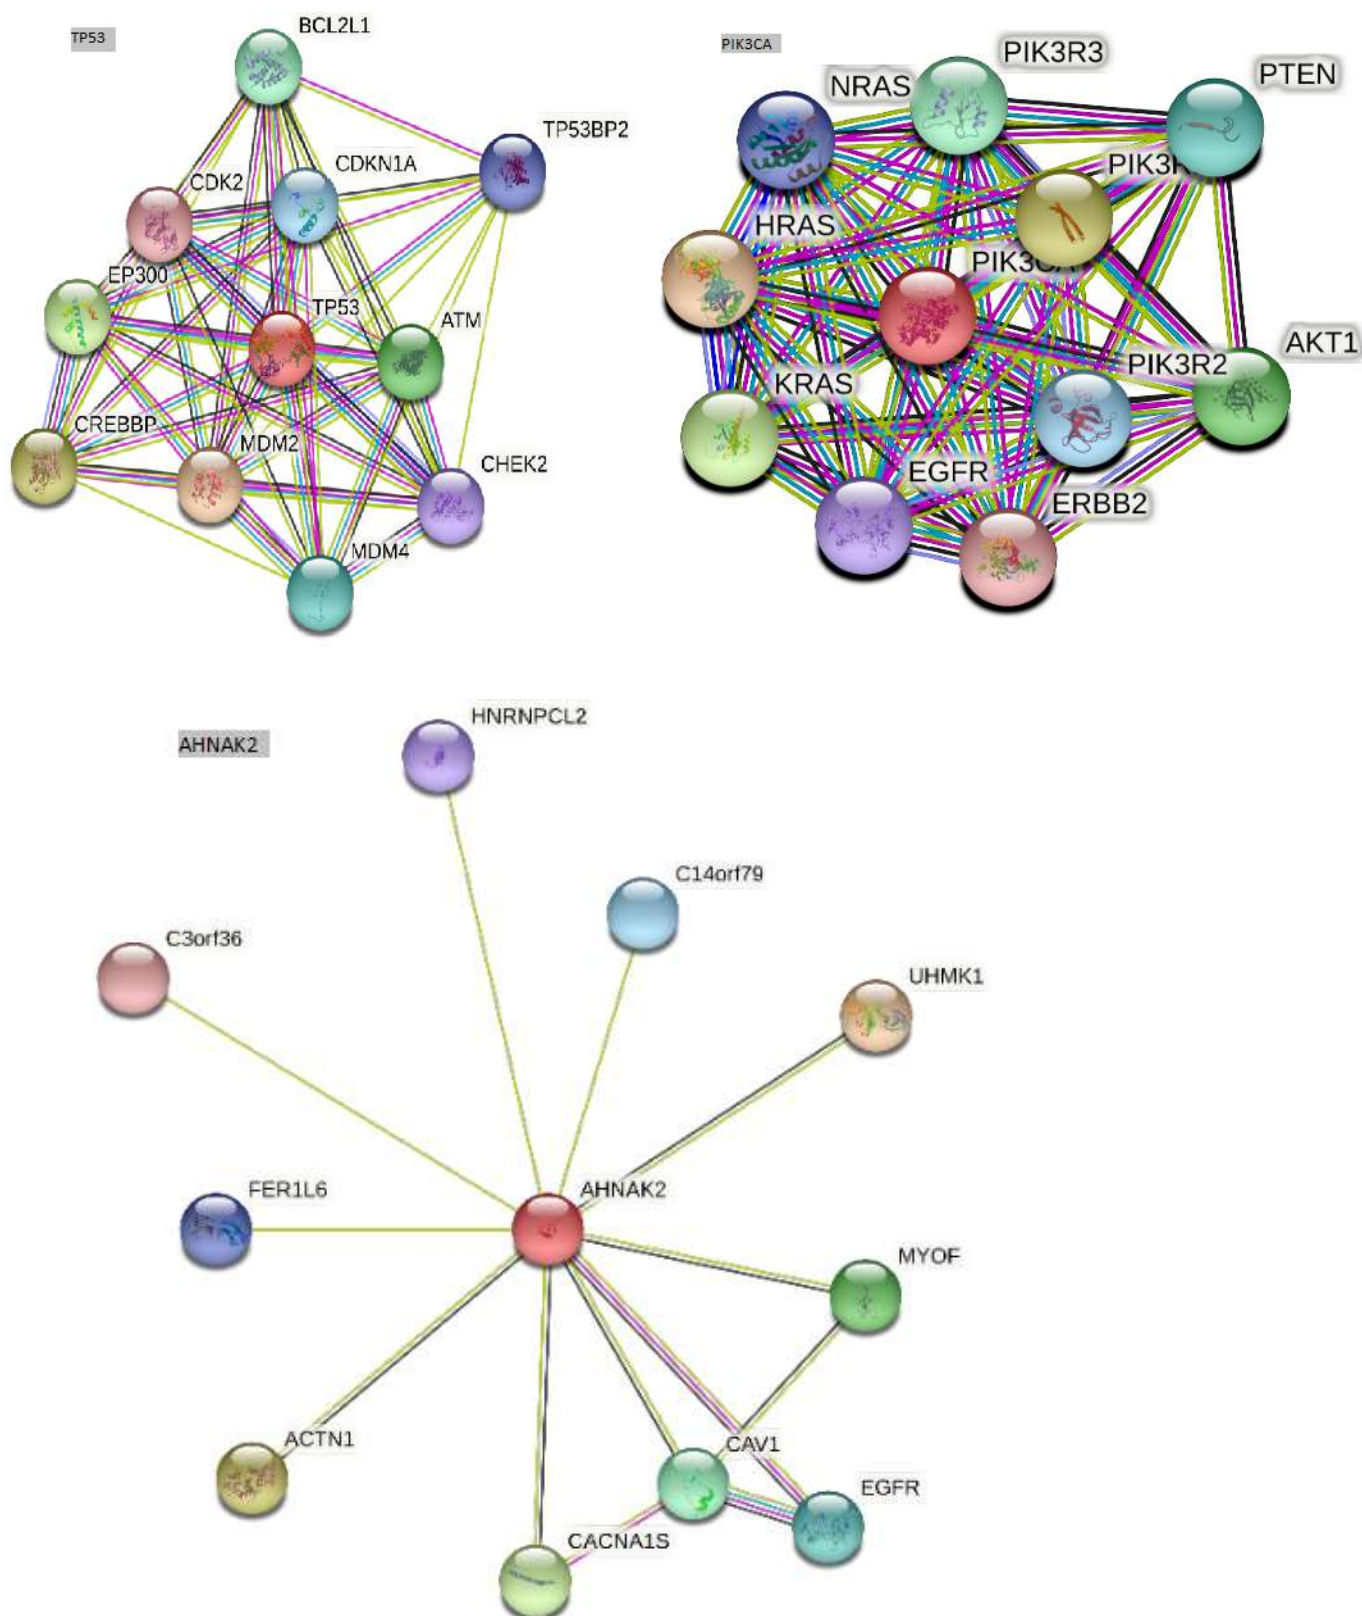 TP53
BCL2L1
TP53BP2
CDK2
CDKN1A
EP300
TP53
ATM
CREBBP
MDM2
CHEK2
MDM4
PIK3CA
PIK3R3
NRAS
PTEN
HRAS
PIK3CA
KRAS
PIK3R2
AKT1
EGFR
ERBB2
AHNAK2
HNRNPCL2
C14orf79
C3orf36
UHMK1
FER1L6
AHNAK2
MYOF
ACTN1
CAV1
EGFR
CACNA1S